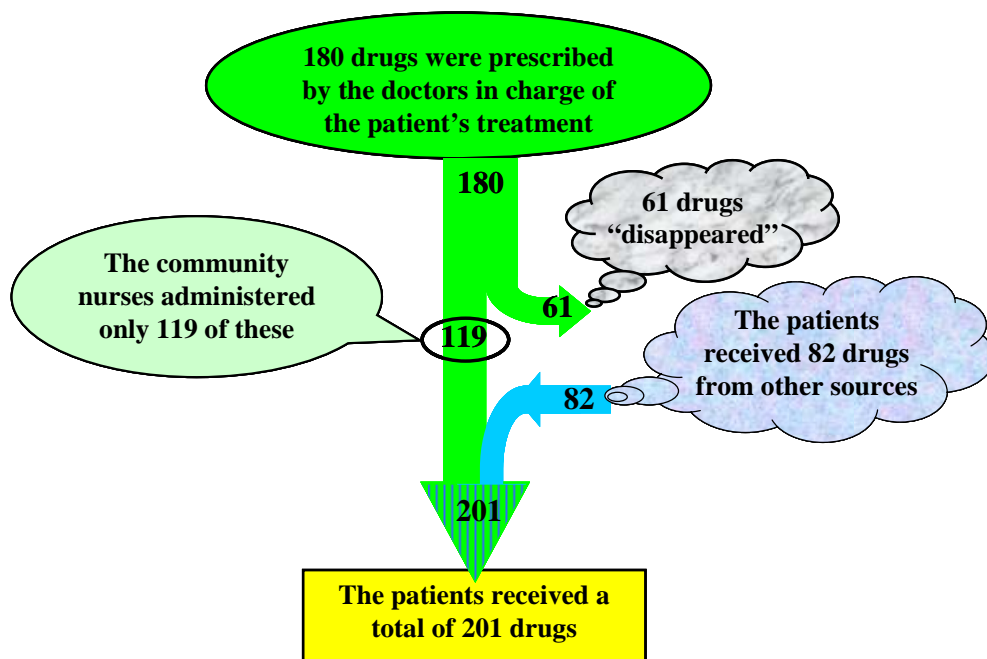 180 drugs were prescribed
by the doctors in charge of
the patient’s treatment
180
61 drugs
“disappeared”
The community
nurses administered
only 119 of these
61
119
The patients
received 82 drugs
from other sources
82
201
The patients received a
total of 201 drugs